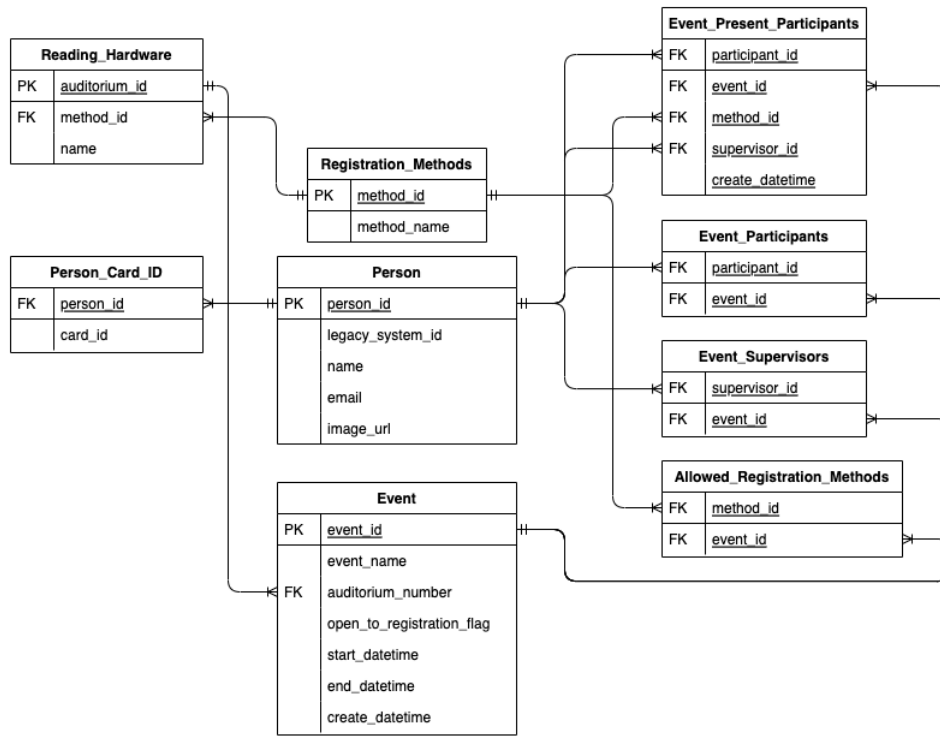 Reading_Hardware
PK auditorium_id
FK method_id
name
Registration_Methods
PK method_id
method_name
Person_Card_ID
FK person_id
card_id
Person
PK person_id
legacy_system_id
name
email
image_url
Event
PK event_id
event_name
FK auditorium_number
open_to_registration_flag
start_datetime
end_datetime
create_datetime
Event_Present_Participants
FK participant_id
FK event_id
FK method_id
FK supervisor_id
create_datetime
Event_Participants
FK participant_id
FK event_id
Event_Supervisors
FK supervisor_id
FK event_id
Allowed_Registration_Methods
FK method_id
FK event_id